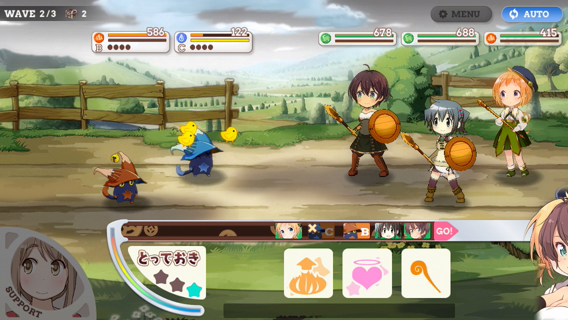 WAVE 2/3 2
MENU
AUTO
586
B
122
C
678
688
415
C
B
GO!
とっておき
SUPPORT